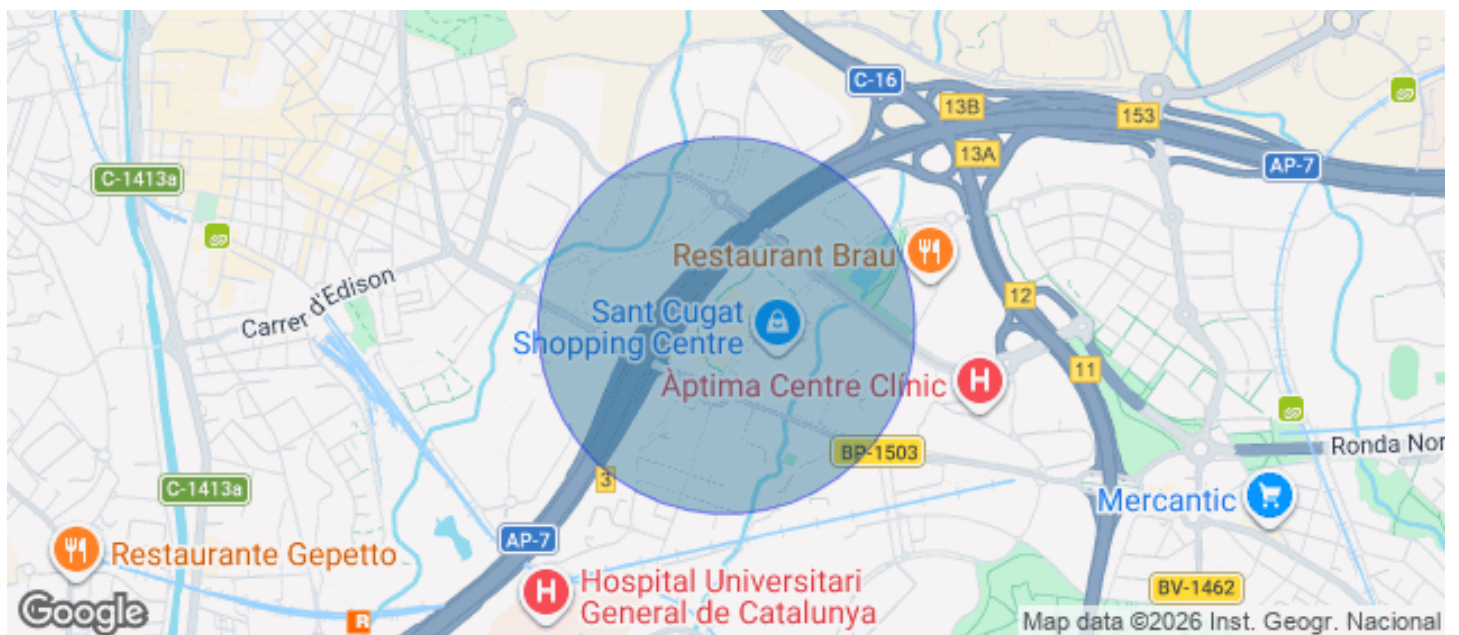 C-16
13B
153
13A
AP-7
C-1413a
Restaurant Brau
Carrer d'Edison
Sant Cugat
Shopping Centre
12
11
Àptima Centre Clínic
BP-1503
Ronda Nor
3
C-1413a
Mercantic
AP-7
Restaurante Gepetto
Hospital Universitari
General de Catalunya
BV-1462
R
Google
Map data ©2026 Inst. Geogr. Nacional